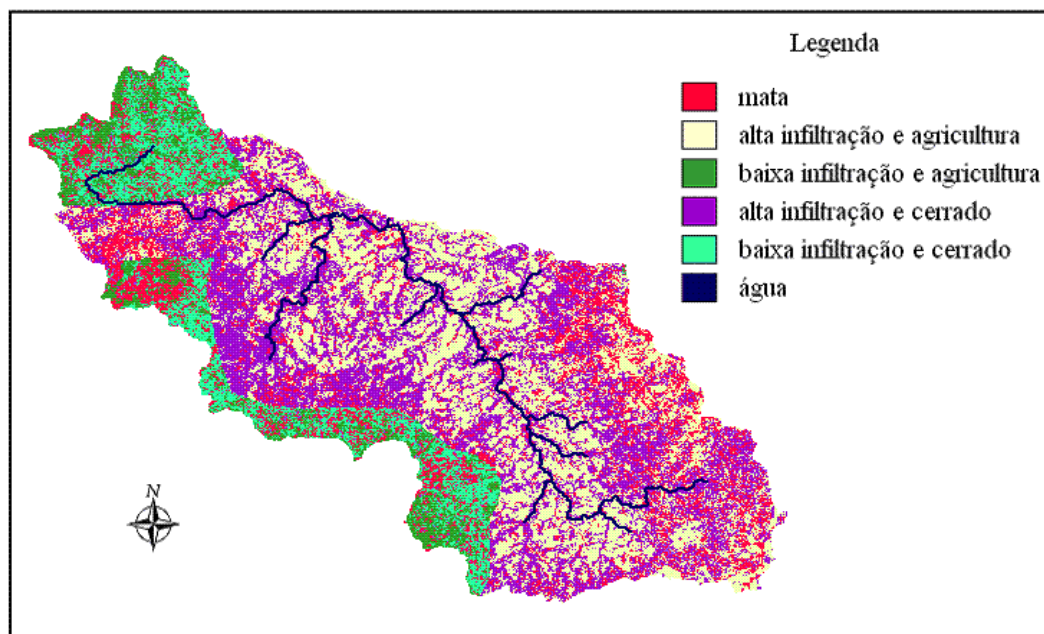 Legenda
mata
alta infiltração e agricultura
baixa infiltração e agricultura
alta infiltração e cerrado
baixa infiltração e cerrado
água
N